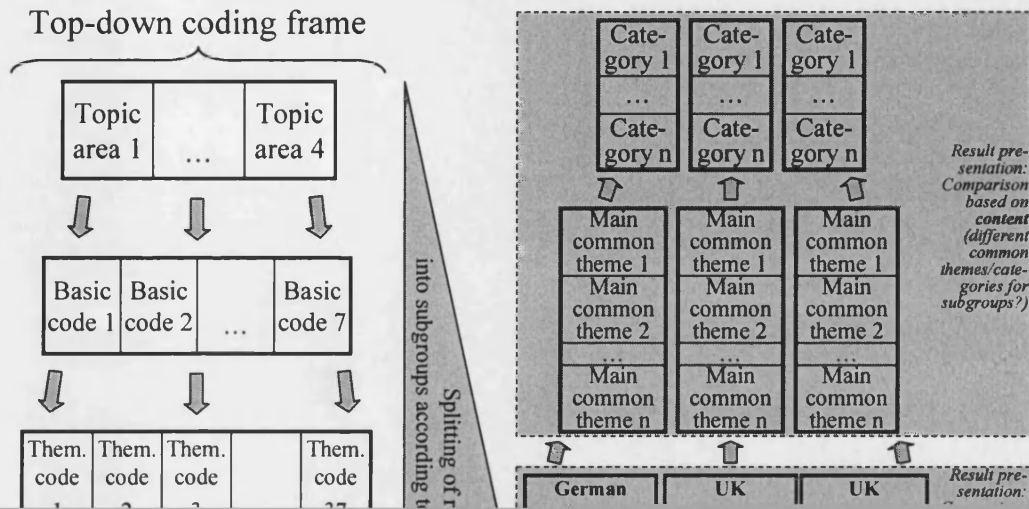 Top-down coding frame
Topic
area 1
...
Topic
area 4
Basic
code 1
Basic
code 2
...
Basic
code 7
Them.
code
Them.
code
Them.
code
Them.
code
into subgroups according
Splitting of
Cate-
gory 1
...
Cate-
gory n
Cate-
gory 1
...
Cate-
gory n
Cate-
gory 1
...
Cate-
gory n
Main
common
theme 1
Main
common
theme 2
...
Main
common
theme n
Main
common
theme 1
Main
common
theme 2
...
Main
common
theme n
Main
common
theme 1
Main
common
theme 2
...
Main
common
theme n
Result pre-
sentation:
Comparison
based on
content
(different
common
themes/cate-
gories for
subgroups?)
German
UK
UK
Result pre-
sentation: